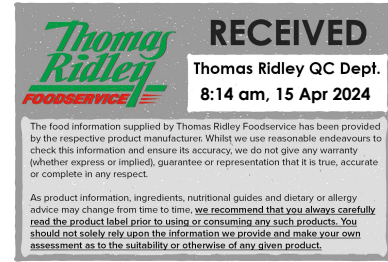 Thomas
Ridley
FOODSERVICE
RECEIVED
Thomas Ridley QC Dept.
8:14 am, 15 Apr 2024
The food information supplied by Thomas Ridley Foodservice has been provided
by the respective product manufacturer. Whilst we use reasonable endeavours to
check this information and ensure its accuracy, we do not give any warranty
(whether express or implied), guarantee or representation that it is true, accurate
or complete in any respect.
As product information, ingredients, nutritional guides and dietary or allergy
advice may change from time to time, we recommend that you always carefully
read the product label prior to using or consuming any such products. You
should not solely rely upon the information we provide and make your own
assessment as to the suitability or otherwise of any given product.